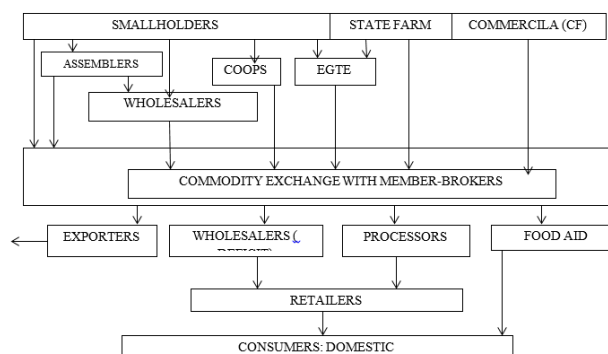 SMALLHOLDERS
STATE FARM
COMMERCILA (CF)
ASSEMBLERS
COOPS
EGTE
WHOLESALERS
COMMODITY EXCHANGE WITH MEMBER-BROKERS
EXPORTERS
WHOLESALERS (
DEFICIT)
PROCESSORS
FOOD AID
RETAILERS
CONSUMERS: DOMESTIC